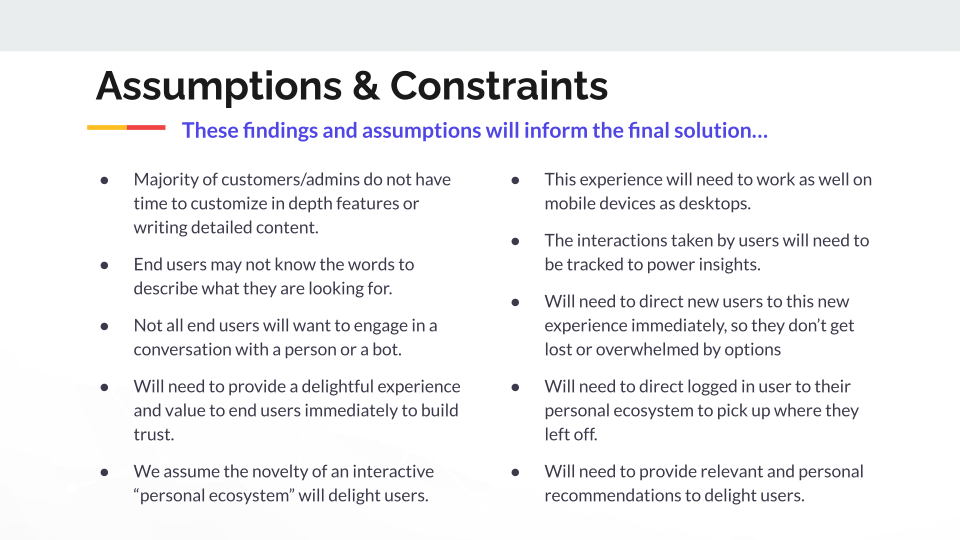 Assumptions & Constraints
These findings and assumptions will inform the final solution...
● Majority of customers/admins do not have
time to customize in depth features or
writing detailed content.
● End users may not know the words to
describe what they are looking for.
● Not all end users will want to engage in a
conversation with a person or a bot.
● Will need to provide a delightful experience
and value to end users immediately to build
trust.
● We assume the novelty of an interactive
“personal ecosystem” will delight users.
● This experience will need to work as well on
mobile devices as desktops.
● The interactions taken by users will need to
be tracked to power insights.
● Will need to direct new users to this new
experience immediately, so they don’t get
lost or overwhelmed by options
● Will need to direct logged in user to their
personal ecosystem to pick up where they
left off.
● Will need to provide relevant and personal
recommendations to delight users.